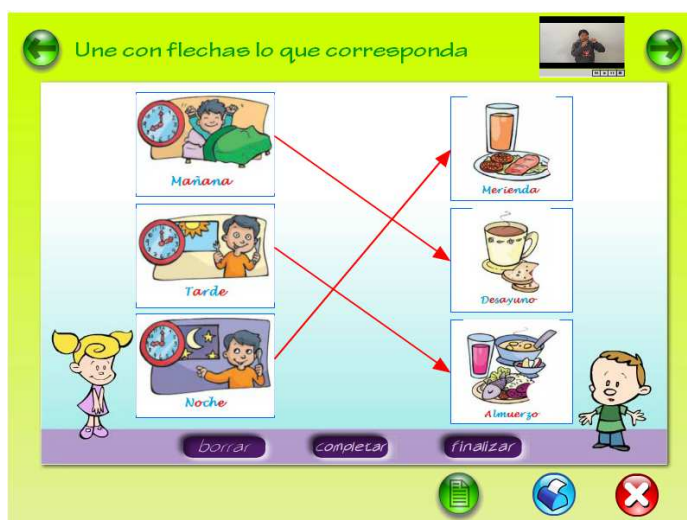 Une con flechas lo que corresponda
Mañana
Merienda
Tarde
Desayuno
Noche
Almuerzo
borrar
completar
finalizar